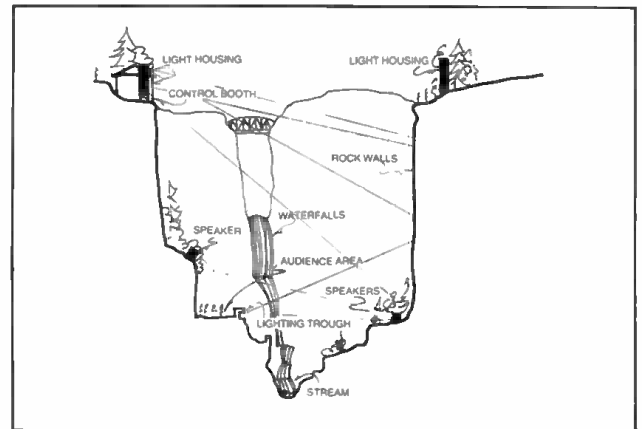 LIGHT HOUSING
LIGHT HOUSING
CONTROL BOOTH
ROCK WALLS
WATERFALLS
SPEAKER
AUDIENCE AREA
SPEAKERS
LIGHTING TROUGH
STREAM